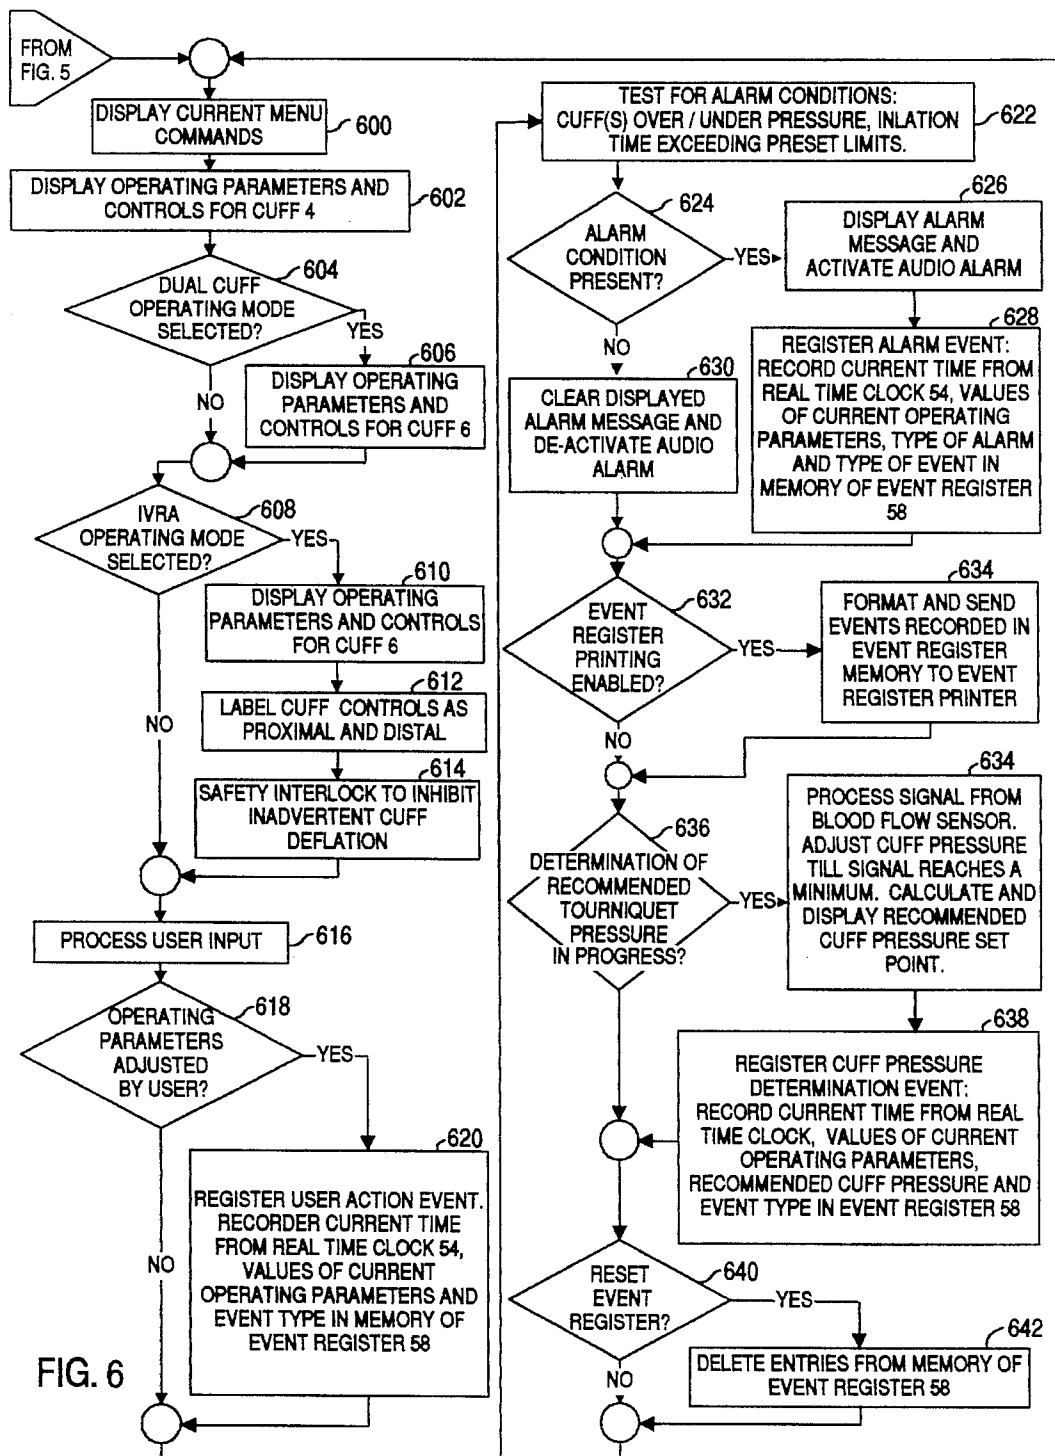 FROM
FIG. 5
DISPLAY CURRENT MENU
COMMANDS
600
DISPLAY OPERATING PARAMETERS AND
CONTROLS FOR CUFF 4
602
604
DUAL CUFF
OPERATING MODE
SELECTED?
YES
606
DISPLAY OPERATING
PARAMETERS AND
CONTROLS FOR CUFF 6
NO
608
IVRA
OPERATING MODE
SELECTED?
YES
610
DISPLAY OPERATING
PARAMETERS AND CONTROLS
FOR CUFF 6
612
LABEL CUFF CONTROLS AS
PROXIMAL AND DISTAL
NO
614
SAFETY INTERLOCK TO INHIBIT
INADVERTENT CUFF
DEFLATION
PROCESS USER INPUT
616
618
OPERATING
PARAMETERS
ADJUSTED
BY USER?
YES
620
REGISTER USER ACTION EVENT.
RECORDER CURRENT TIME
FROM REAL TIME CLOCK 54,
VALUES OF CURRENT
OPERATING PARAMETERS AND
EVENT TYPE IN MEMORY OF
EVENT REGISTER 58
NO
FIG. 6
TEST FOR ALARM CONDITIONS:
CUFF(S) OVER / UNDER PRESSURE, INLATION
TIME EXCEEDING PRESET LIMITS.
622
624
ALARM
CONDITION
PRESENT?
YES
626
DISPLAY ALARM
MESSAGE AND
ACTIVATE AUDIO ALARM
NO
628
REGISTER ALARM EVENT:
RECORD CURRENT TIME FROM
REAL TIME CLOCK 54, VALUES
OF CURRENT OPERATING
PARAMETERS, TYPE OF ALARM
AND TYPE OF EVENT IN
MEMORY OF EVENT REGISTER
58
630
CLEAR DISPLAYED
ALARM MESSAGE AND
DE-ACTIVATE AUDIO
ALARM
632
EVENT
REGISTER
PRINTING
ENABLED?
YES
634
FORMAT AND SEND
EVENTS RECORDED IN
EVENT REGISTER
MEMORY TO EVENT
REGISTER PRINTER
NO
636
DETERMINATION OF
RECOMMENDED
TOURNIQUET
PRESSURE
IN PROGRESS?
YES
634
PROCESS SIGNAL FROM
BLOOD FLOW SENSOR.
ADJUST CUFF PRESSURE
TILL SIGNAL REACHES A
MINIMUM. CALCULATE AND
DISPLAY RECOMMENDED
CUFF PRESSURE SET
POINT.
638
REGISTER CUFF PRESSURE
DETERMINATION EVENT:
RECORD CURRENT TIME FROM REAL
TIME CLOCK, VALUES OF CURRENT
OPERATING PARAMETERS,
RECOMMENDED CUFF PRESSURE AND
EVENT TYPE IN EVENT REGISTER 58
640
RESET
EVENT
REGISTER?
YES
642
DELETE ENTRIES FROM MEMORY OF
EVENT REGISTER 58
NO